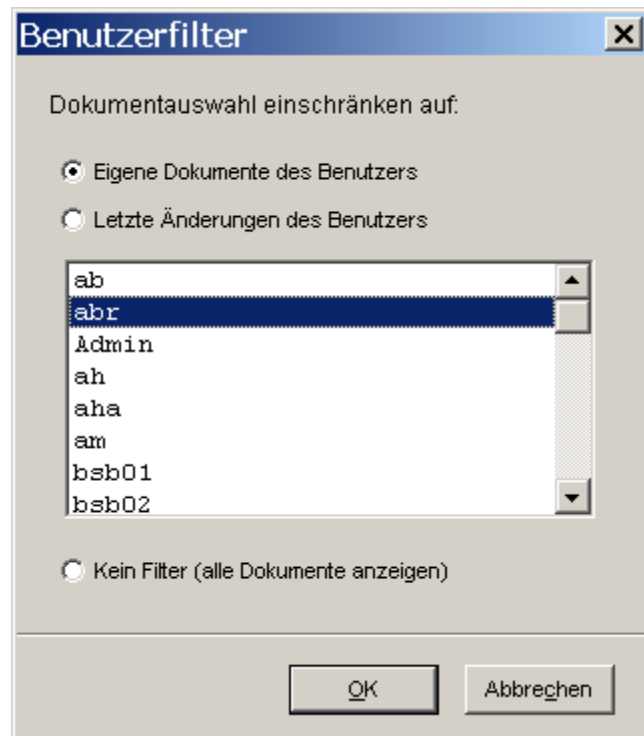 Benutzerfilter
Dokumentauswahl einschränken auf:
Eigene Dokumente des Benutzers
Letzte Änderungen des Benutzers
ab
abr
Admin
ah
aha
am
bsb01
bsb02
Kein Filter (alle Dokumente anzeigen)
OK Abbrechen